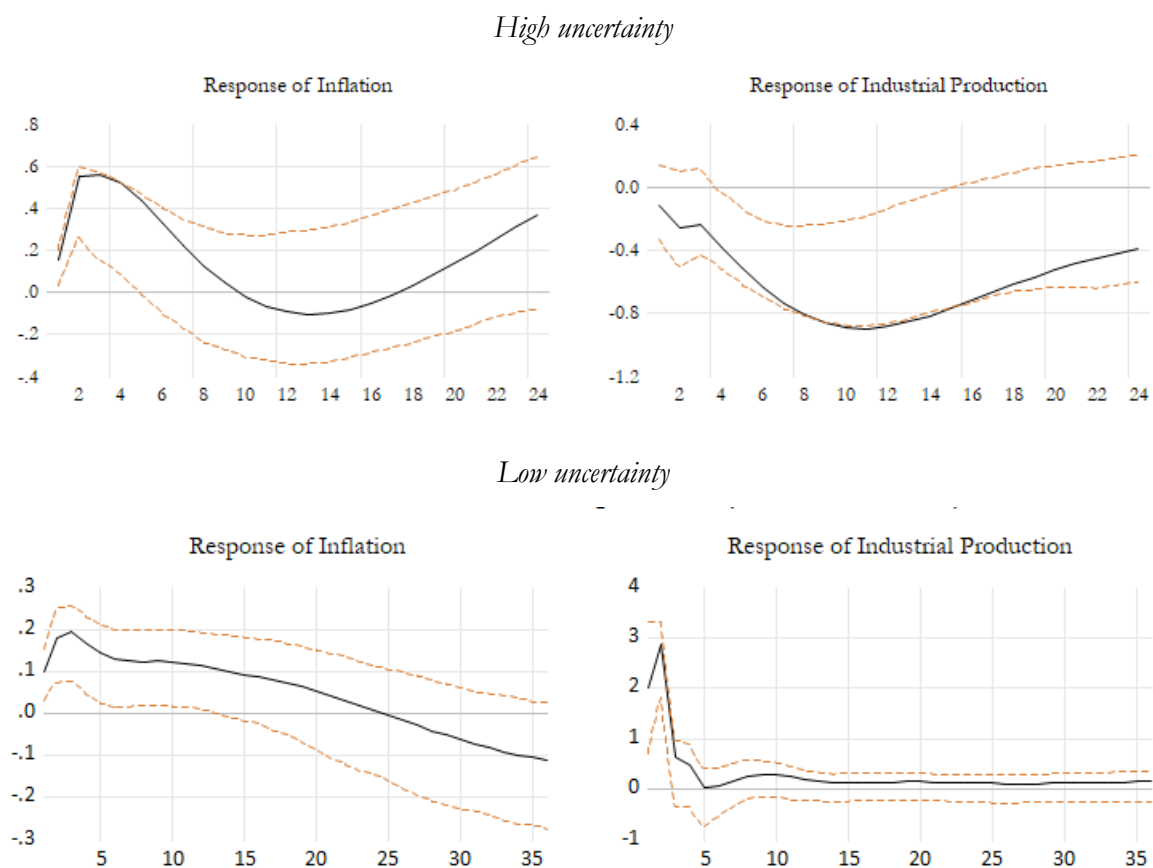 High uncertainty
Response of Inflation
.8
.6
.4
.2
.0
-.2
-.4
2 4 6 8 10 12 14 16 18 20 22 24
Response of Industrial Production
0.4
0.0
-0.4
-0.8
-1.2
2 4 6 8 10 12 14 16 18 20 22 24
Low uncertainty
Response of Inflation
.3
.2
.1
.0
-.1
-.2
-.3
5 10 15 20 25 30 35
Response of Industrial Production
4
3
2
1
0
-1
5 10 15 20 25 30 35